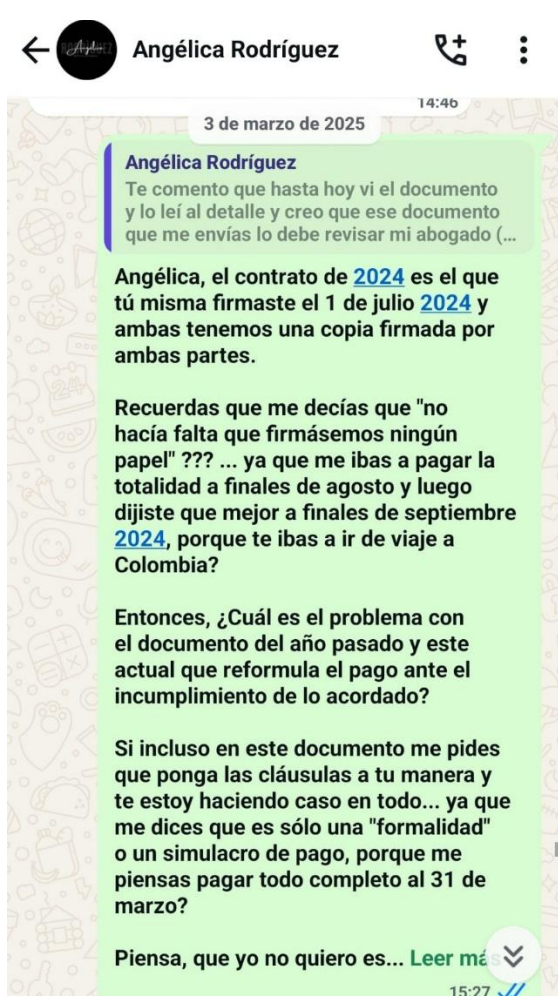 Angélica Rodríguez
14:46
3 de marzo de 2025
Angélica Rodríguez
Te comento que hasta hoy vi el documento
y lo leí al detalle y creo que ese documento
que me envías lo debe revisar mi abogado (...
Angélica, el contrato de 2024 es el que
tú misma firmaste el 1 de julio 2024 y
ambas tenemos una copia firmada por
ambas partes.
Recuerdas que me decías que "no
hacía falta que firmásemos ningún
papel" ??? ... ya que me ibas a pagar la
totalidad a finales de agosto y luego
dijiste que mejor a finales de septiembre
2024, porque te ibas a ir de viaje a
Colombia?
Entonces, ¿Cuál es el problema con
el documento del año pasado y este
actual que reformula el pago ante el
incumplimiento de lo acordado?
Si incluso en este documento me pides
que ponga las cláusulas a tu manera y
te estoy haciendo caso en todo... ya que
me dices que es sólo una "formalidad"
o un simulacro de pago, porque me
piensas pagar todo completo al 31 de
marzo?
Piensa, que yo no quiero es... Leer más
15:27